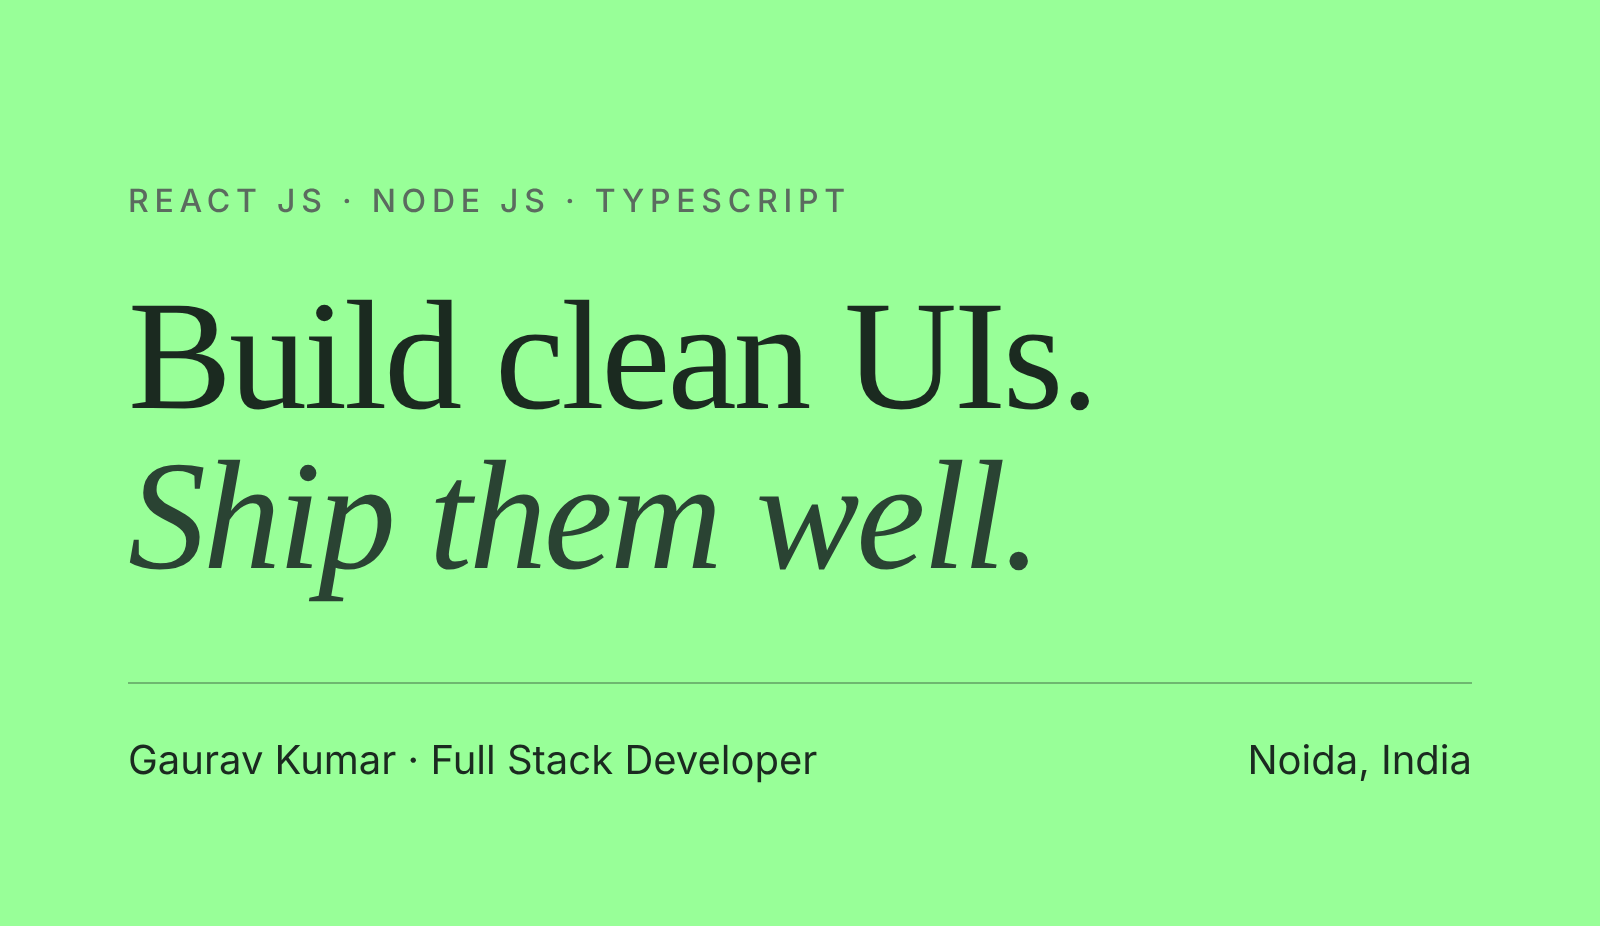 REACT JS · NODE JS · TYPESCRIPT
Build clean UIs.
Ship them well.
Gaurav Kumar · Full Stack Developer
Noida, India